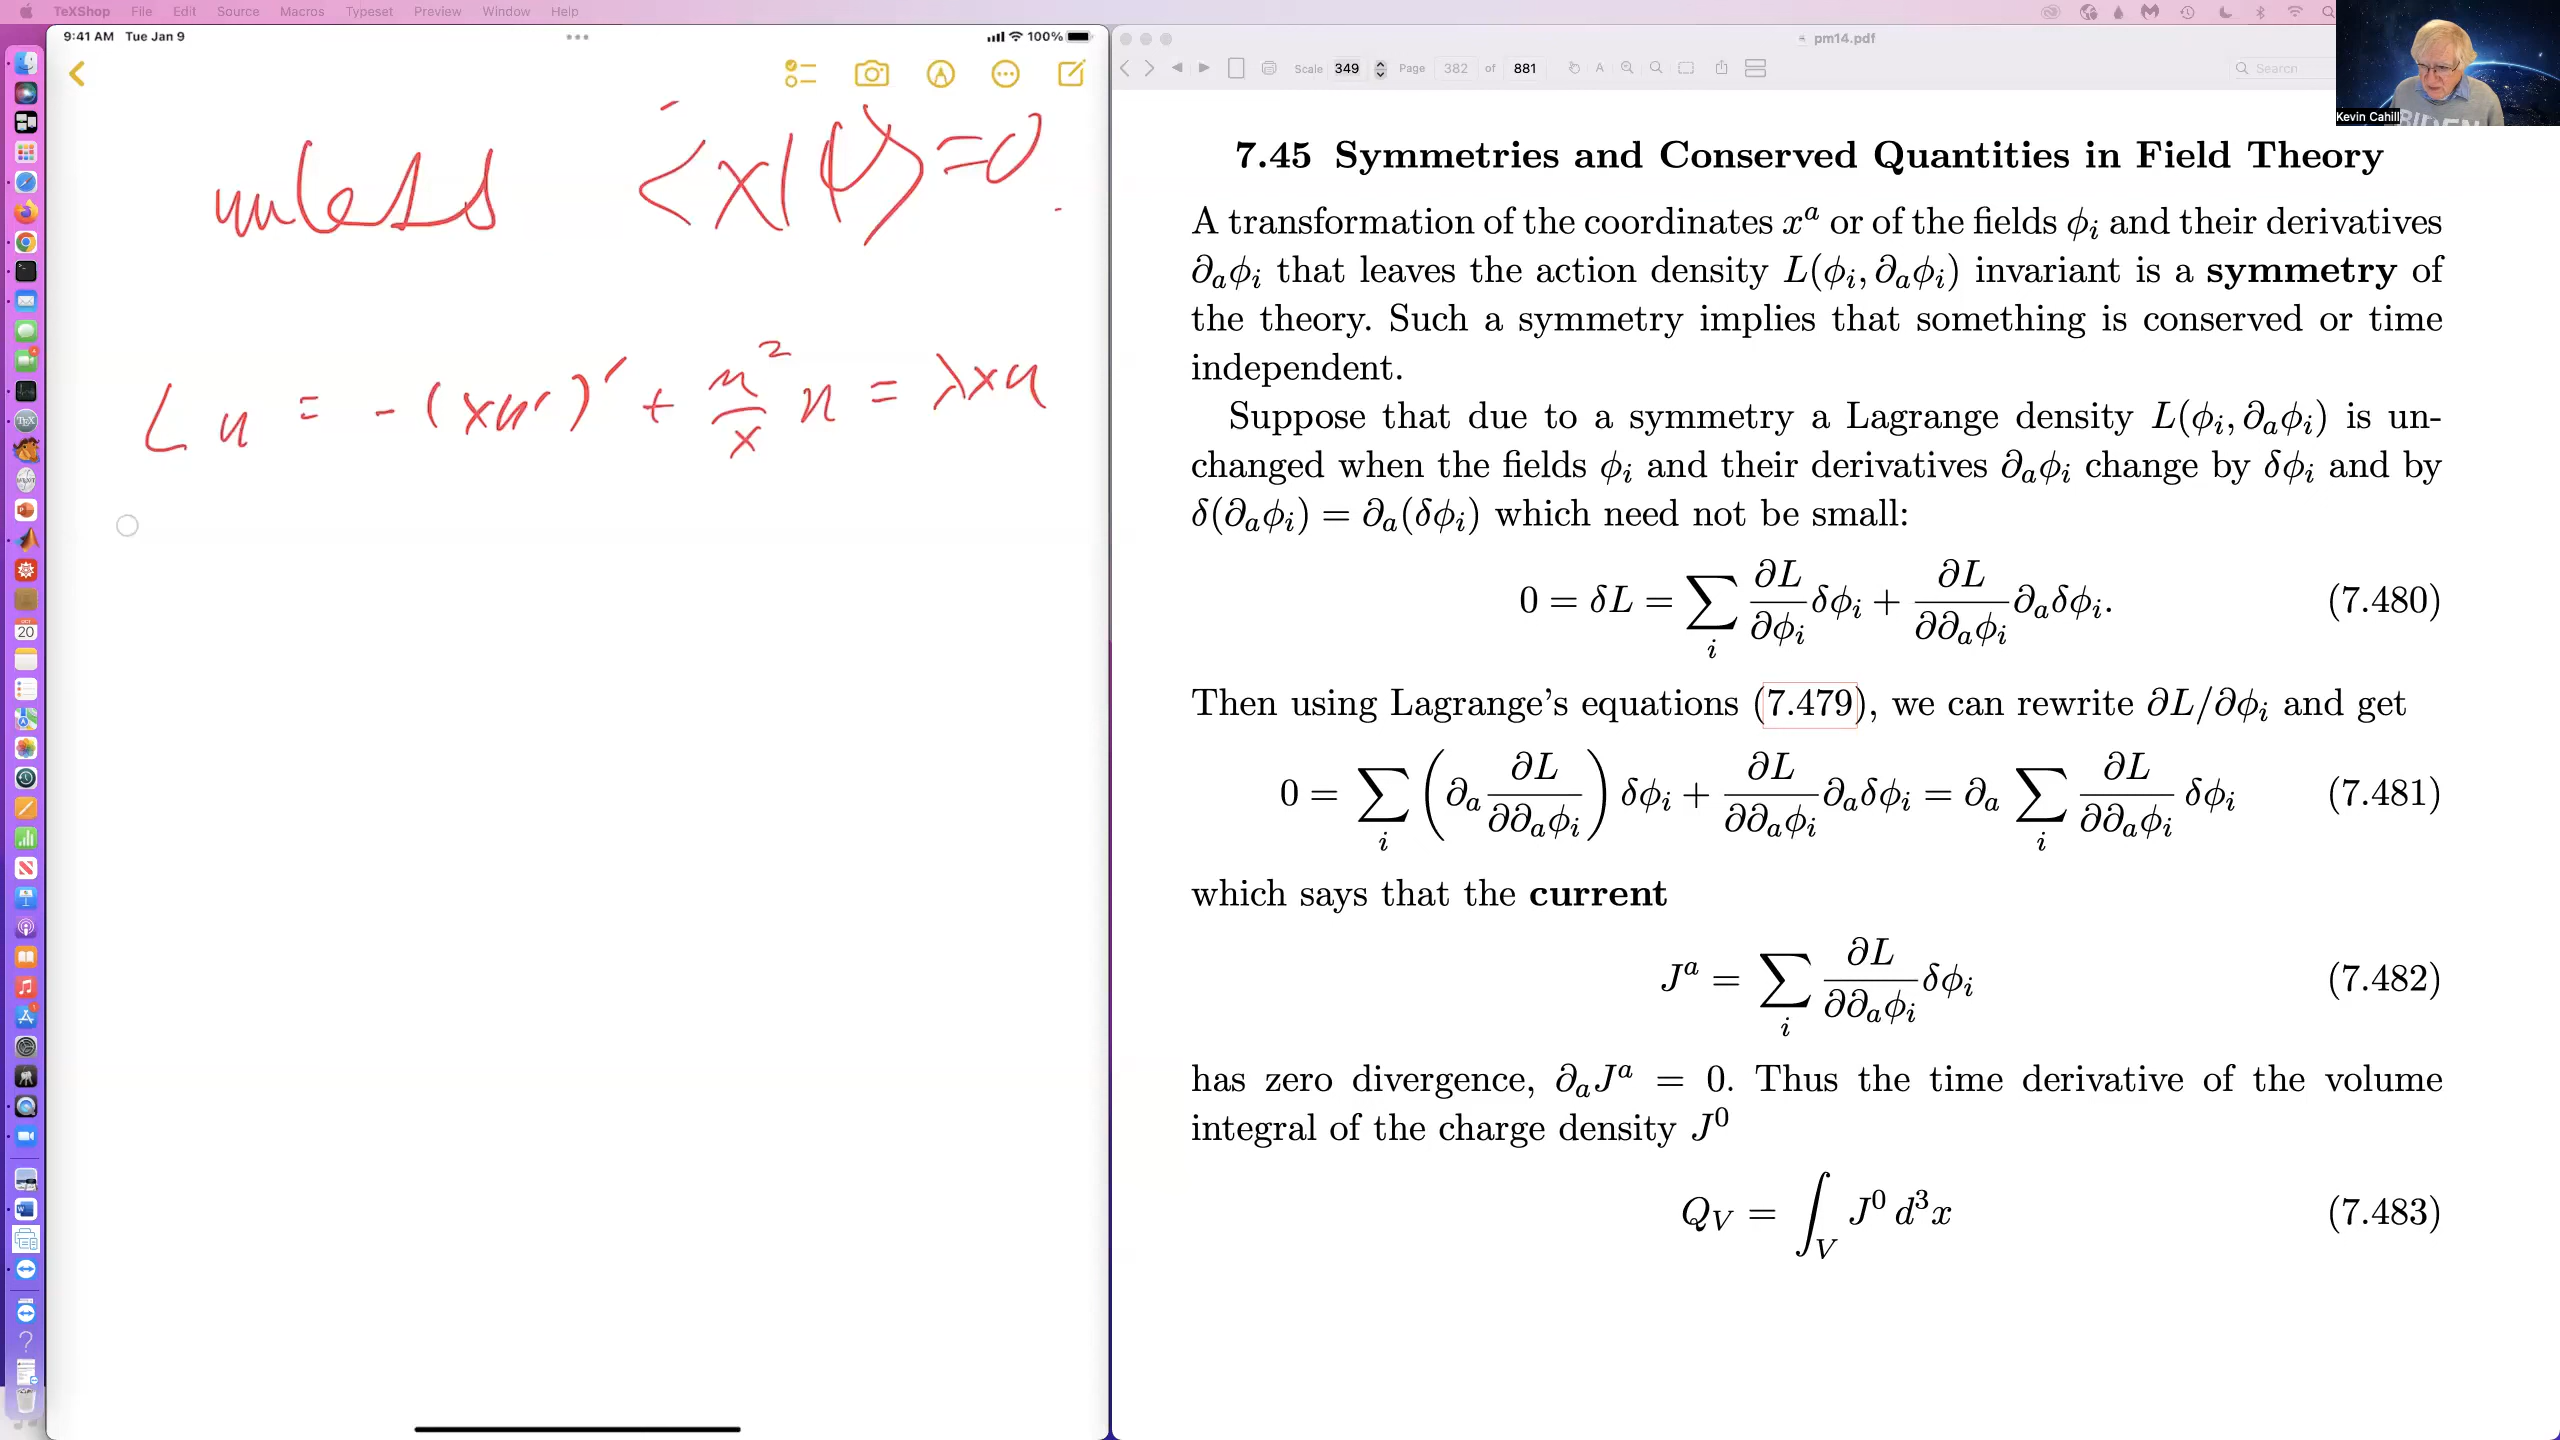 TeXShop File Edit Source Macros Typeset Preview Window Help
9:41 AM Tue Jan 9
100%
unless <x|φ> = 0.
L u = - (xu')' + n²/x u = λxu
pm14.pdf
Scale 349 Page 382 of 881
Search
Kevin Cahill
7.45 Symmetries and Conserved Quantities in Field Theory
A transformation of the coordinates xᵃ or of the fields ϕᵢ and their derivatives
∂ₐϕᵢ that leaves the action density L(ϕᵢ, ∂ₐϕᵢ) invariant is a symmetry of
the theory. Such a symmetry implies that something is conserved or time
independent.
Suppose that due to a symmetry a Lagrange density L(ϕᵢ, ∂ₐϕᵢ) is un-
changed when the fields ϕᵢ and their derivatives ∂ₐϕᵢ change by δϕᵢ and by
δ(∂ₐϕᵢ) = ∂ₐ(δϕᵢ) which need not be small:
0 = δL = ∑ᵢ ∂L/∂ϕᵢ δϕᵢ + ∂L/∂∂ₐϕᵢ ∂ₐδϕᵢ. (7.480)
Then using Lagrange's equations (7.479), we can rewrite ∂L/∂ϕᵢ and get
0 = ∑ᵢ (∂ₐ ∂L/∂∂ₐϕᵢ) δϕᵢ + ∂L/∂∂ₐϕᵢ ∂ₐδϕᵢ = ∂ₐ ∑ᵢ ∂L/∂∂ₐϕᵢ δϕᵢ (7.481)
which says that the current
Jᵃ = ∑ᵢ ∂L/∂∂ₐϕᵢ δϕᵢ (7.482)
has zero divergence, ∂ₐJᵃ = 0. Thus the time derivative of the volume
integral of the charge density J⁰
Q_V = ∫_V J⁰ d³x (7.483)